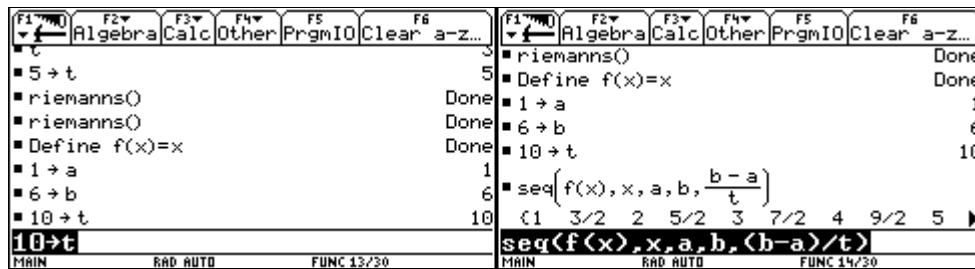 F1 F2 F3 F4 F5 F6
Algebra Calc Other PrgmIO Clear a-z…
▪ t 3
▪ 5 → t 5
▪ riemanns() Done
▪ riemanns() Done
▪ Define f(x)=x Done
▪ 1 → a 1
▪ 6 → b 6
▪ 10 → t 10
10→t
MAIN RAD AUTO FUNC 13/30
F1 F2 F3 F4 F5 F6
Algebra Calc Other PrgmIO Clear a-z…
▪ riemanns() Done
▪ Define f(x)=x Done
▪ 1 → a 1
▪ 6 → b 6
▪ 10 → t 10
▪ seq(f(x), x, a, b, (b - a)/t)
{1 3/2 2 5/2 3 7/2 4 9/2 5 ▶
seq(f(x),x,a,b,(b-a)/t)
MAIN RAD AUTO FUNC 14/30